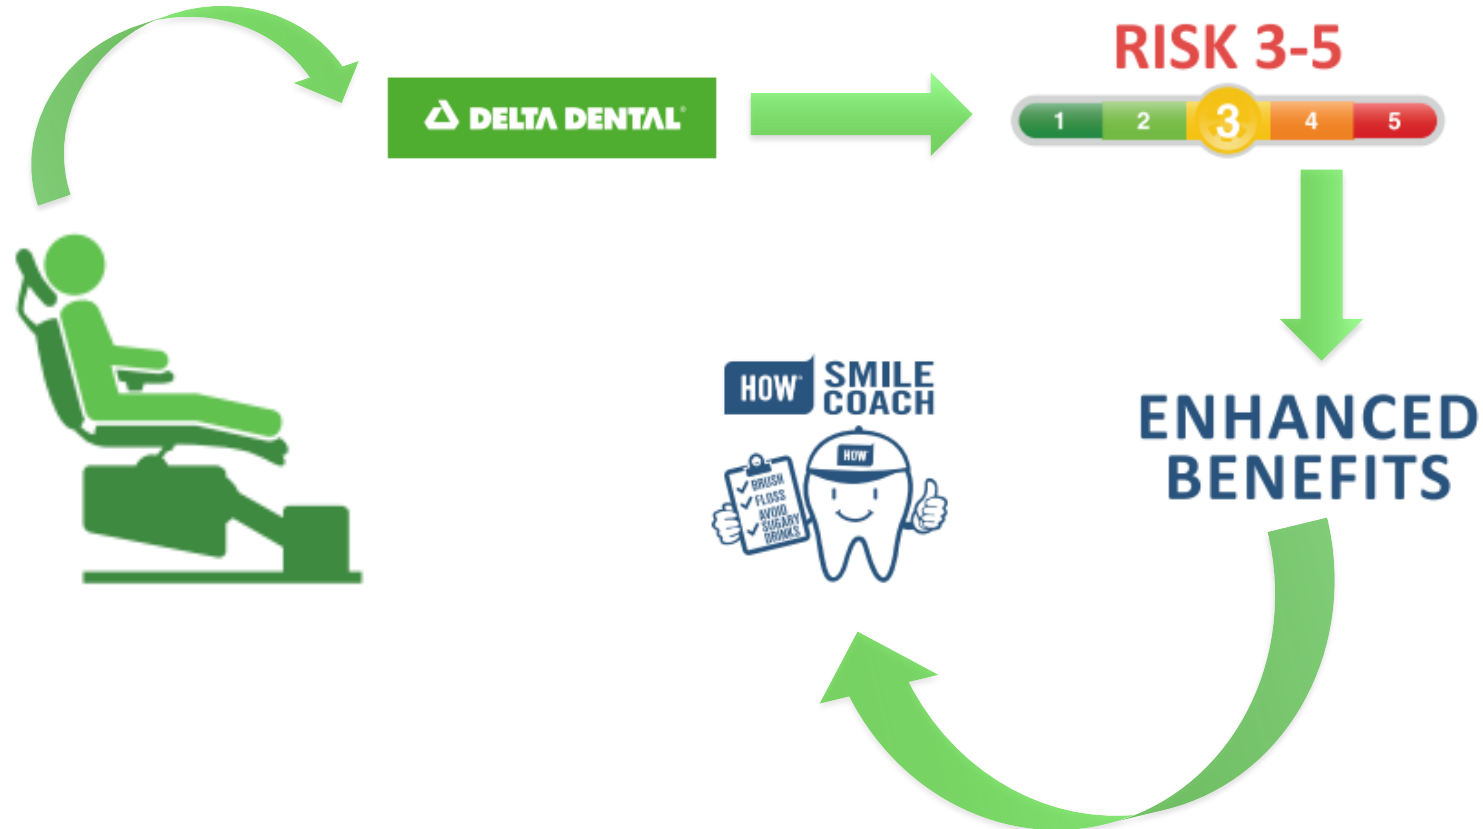 RISK 3-5
DELTA DENTAL
1 2 3 4 5
HOW SMILE
COACH
ENHANCED
BENEFITS
HOW
BRUSH
FLOSS
AVOID
SUGARY
DRINKS